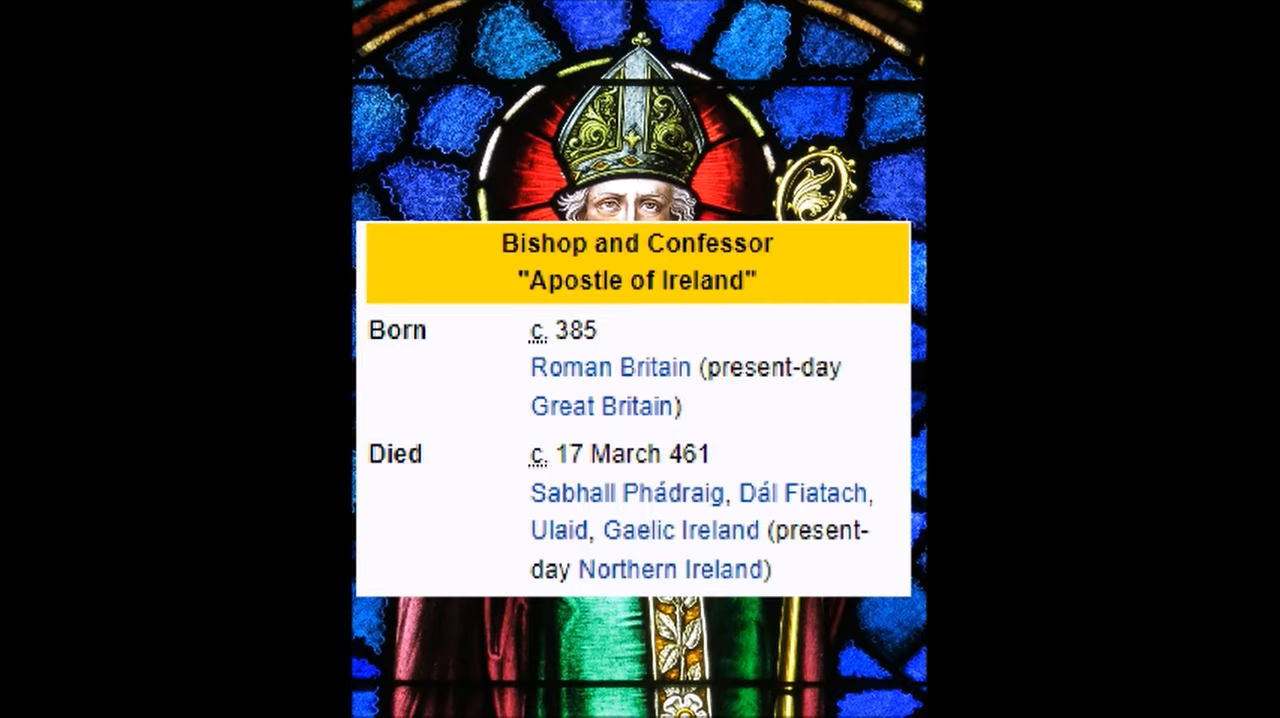 Bishop and Confessor
"Apostle of Ireland"
Born c. 385
Roman Britain (present-day
Great Britain)
Died c. 17 March 461
Sabhall Phádraig, Dál Fiatach,
Ulaid, Gaelic Ireland (present-
day Northern Ireland)